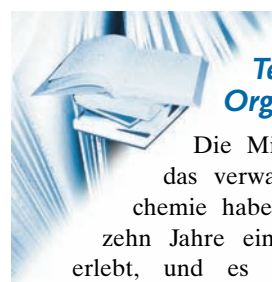 Te
Org
Die Mi
das verwa
chemie habe
zehn Jahre ein
erlebt, und es